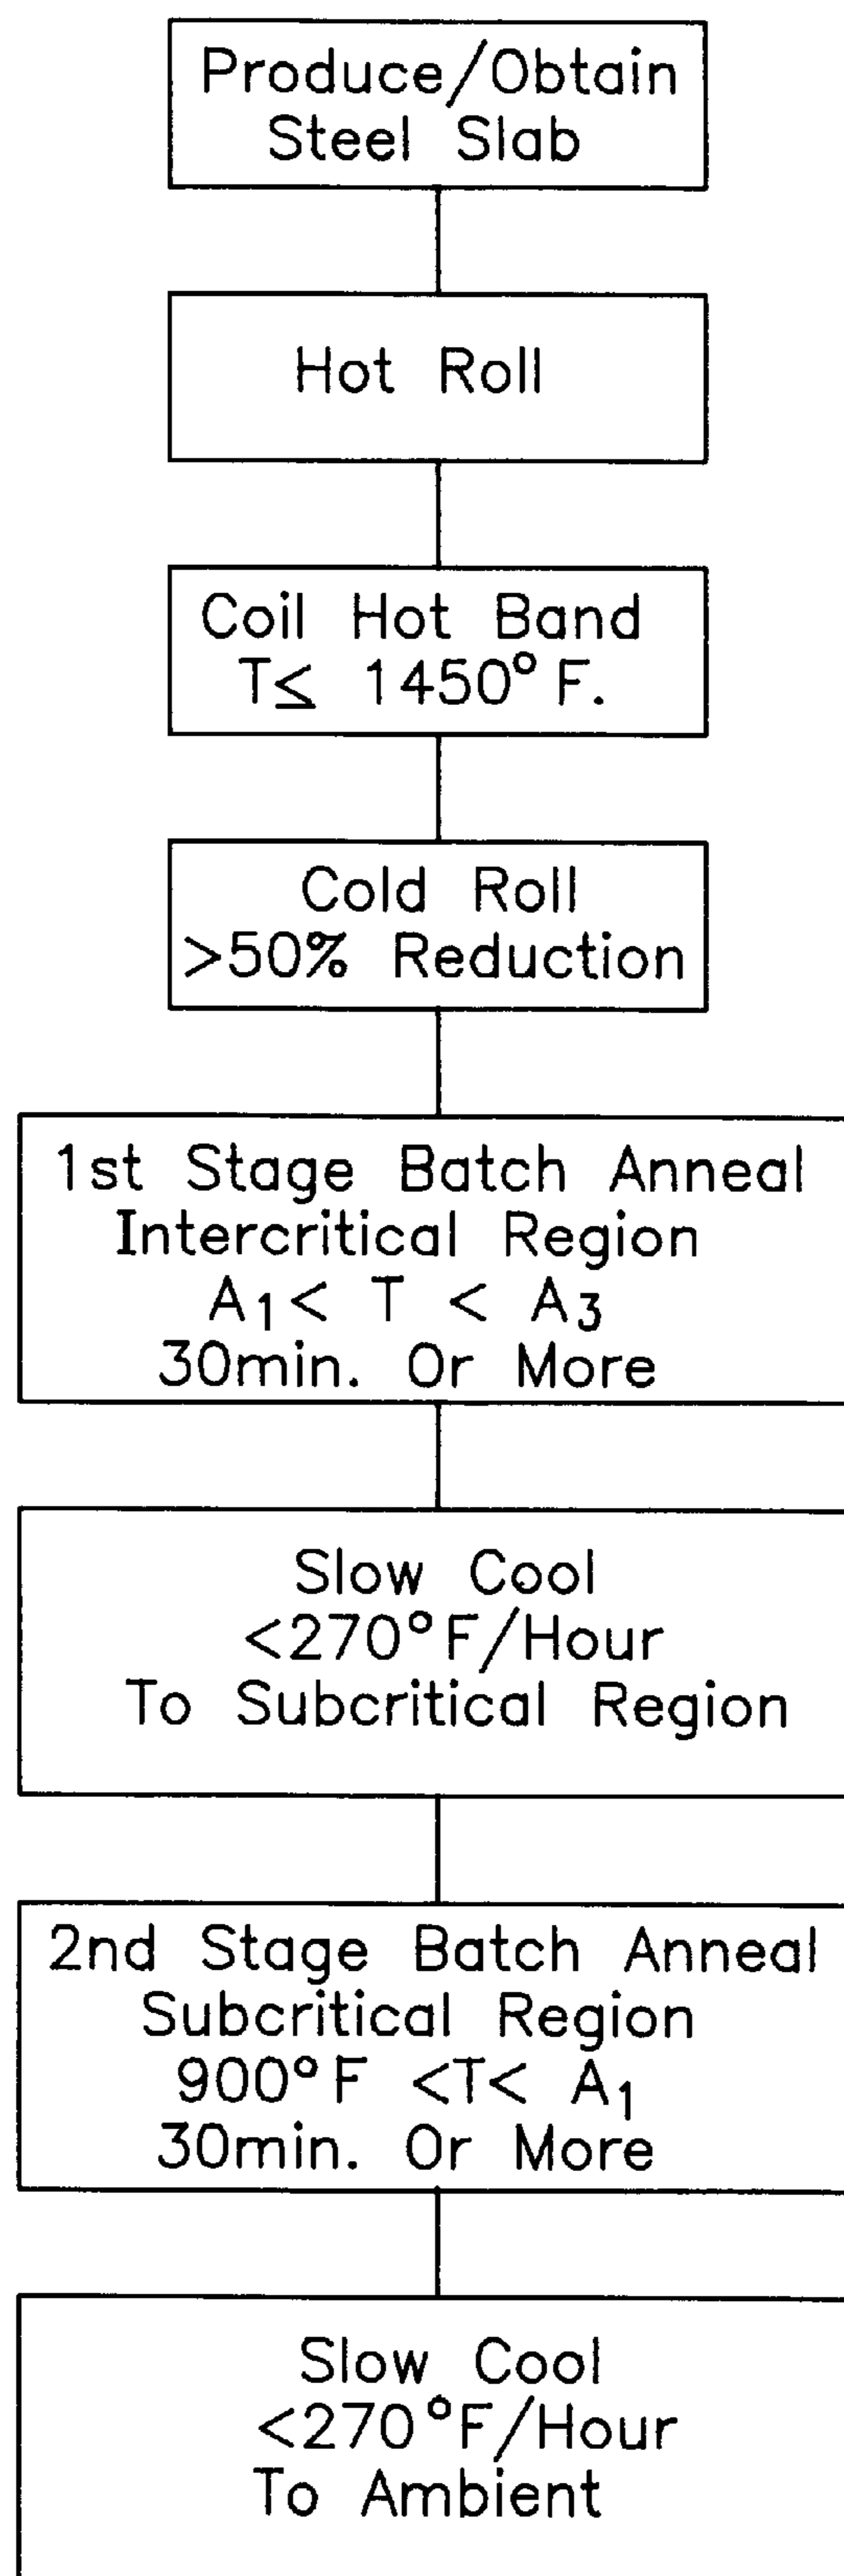 Produce/Obtain
Steel Slab
Hot Roll
Coil Hot Band
T≤ 1450°F.
Cold Roll
>50% Reduction
1st Stage Batch Anneal
Intercritical Region
A₁< T < A₃
30min. Or More
Slow Cool
<270°F/Hour
To Subcritical Region
2nd Stage Batch Anneal
Subcritical Region
900°F <T< A₁
30min. Or More
Slow Cool
<270°F/Hour
To Ambient